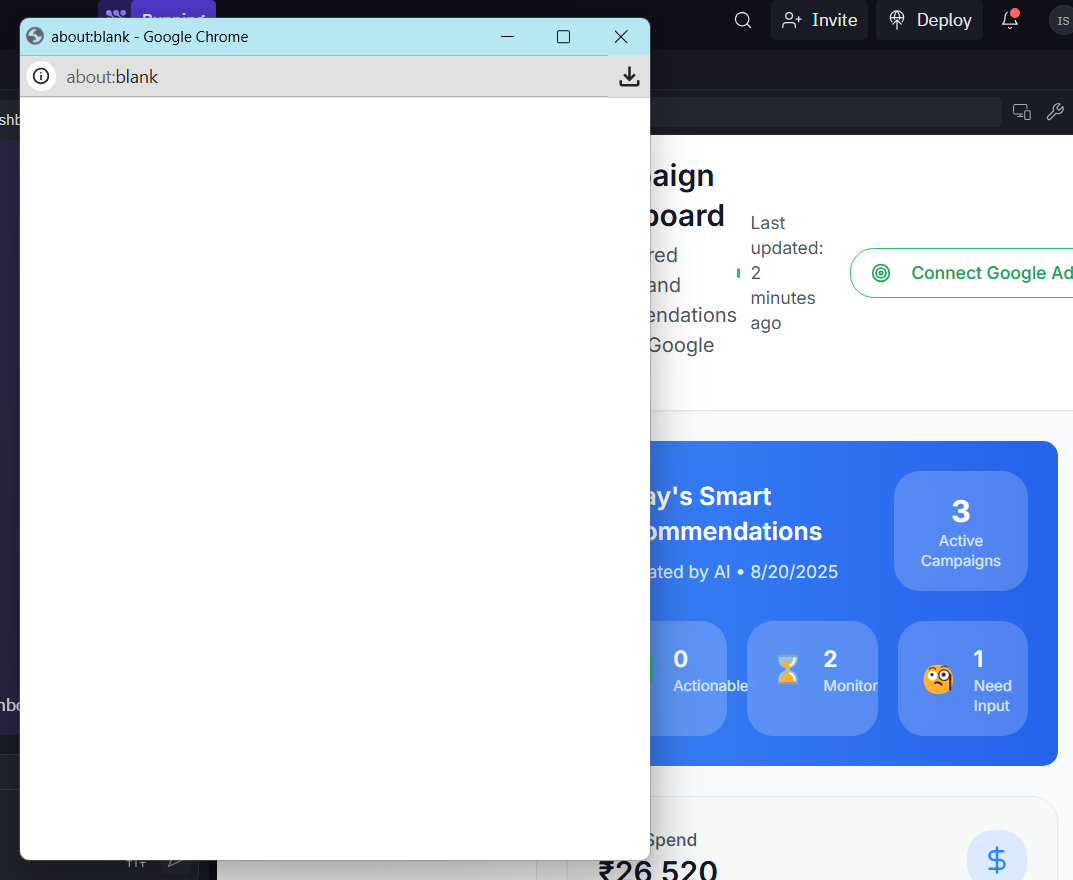 Running
Invite
Deploy
IS
about:blank - Google Chrome
about:blank
shb
aign
board
red
and
endations
Google
Last
updated:
2
minutes
ago
Connect Google Ad
ay's Smart
ommendations
ated by AI • 8/20/2025
3
Active
Campaigns
0
Actionable
2
Monitor
1
Need
Input
nbo
Spend
₹26,520
$